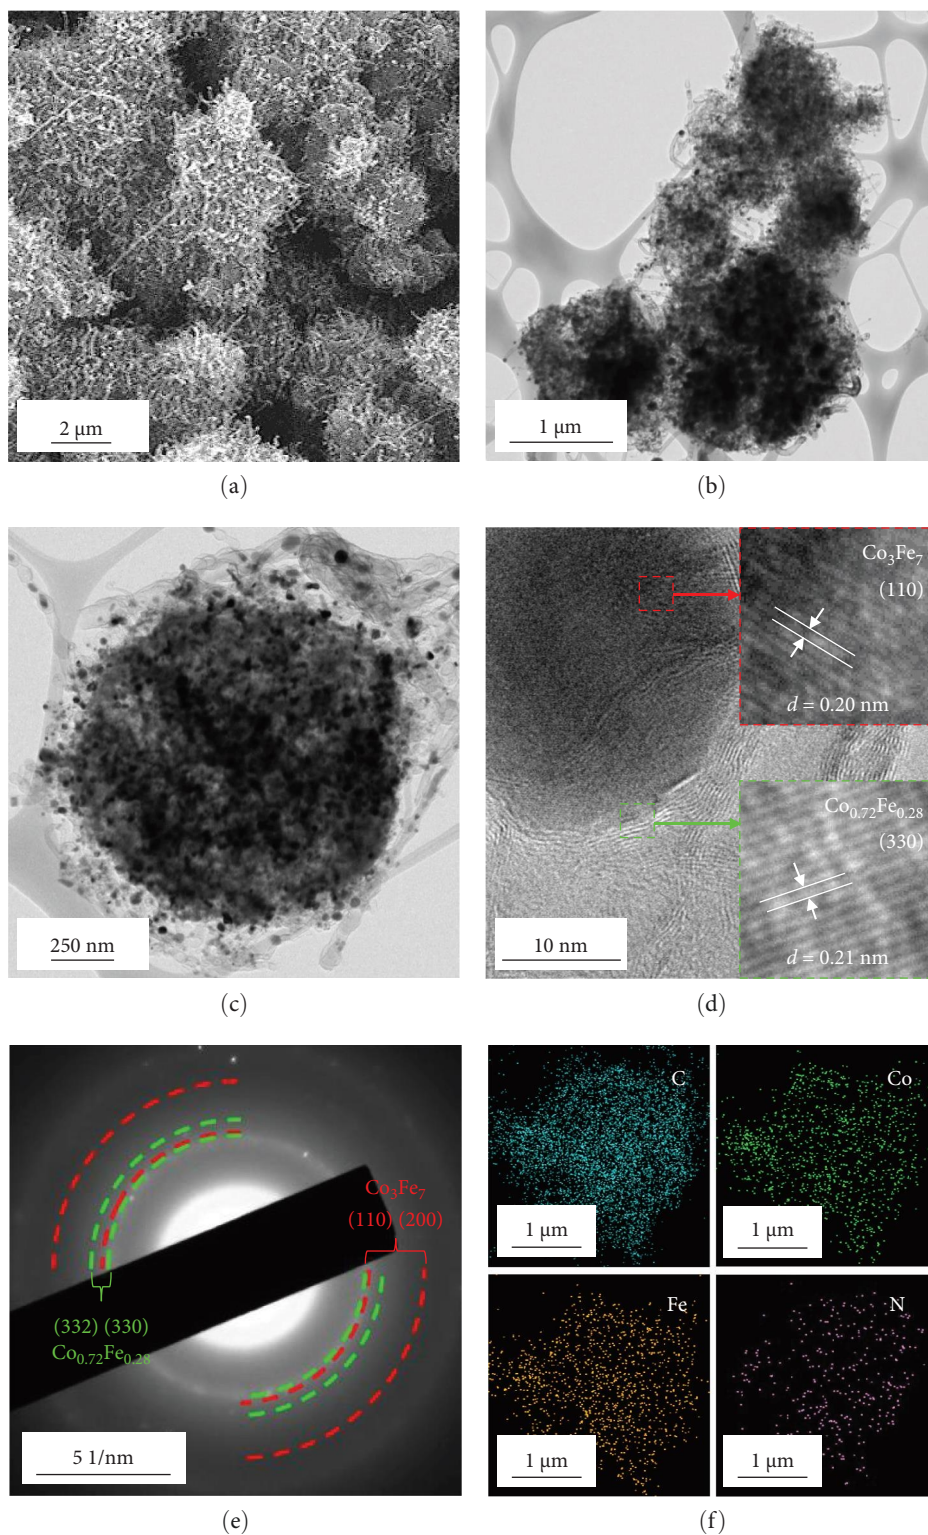 2 μm
(a)
1 μm
(b)
250 nm
(c)
Co₃Fe₇
(110)
d = 0.20 nm
Co₀.₇₂Fe₀.₂₈
(330)
d = 0.21 nm
10 nm
(d)
Co₃Fe₇
(110) (200)
(332) (330)
Co₀.₇₂Fe₀.₂₈
5 1/nm
(e)
C
1 μm
Co
1 μm
Fe
1 μm
N
1 μm
(f)